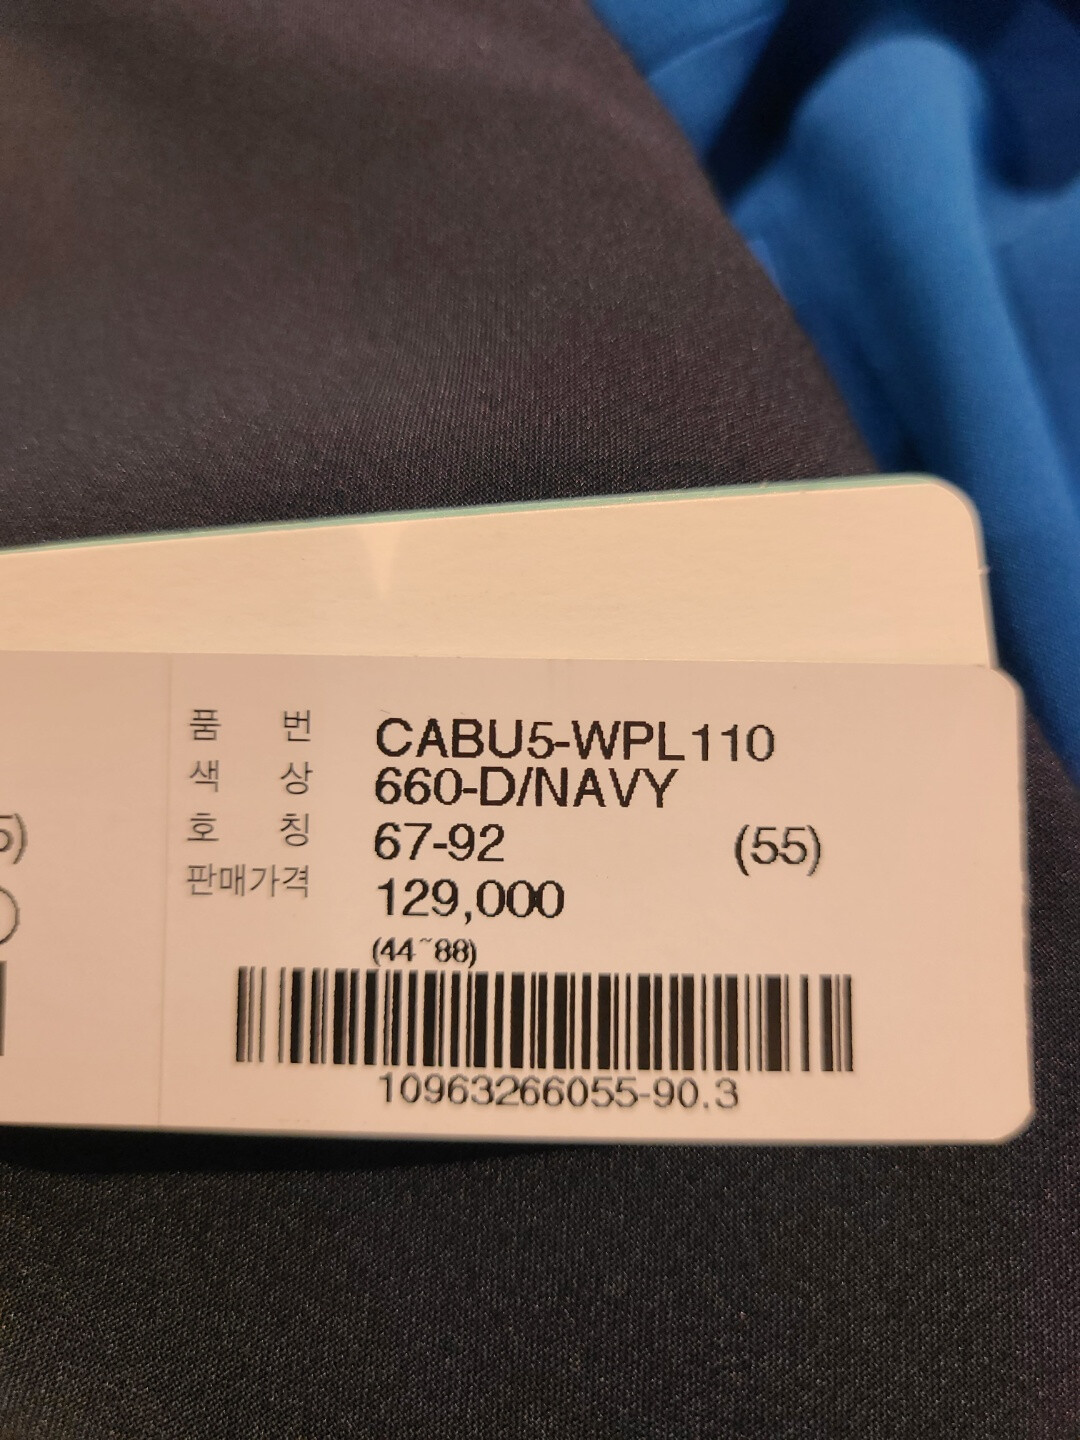 품 번 CABU5-WPL110
색 상 660-D/NAVY
호 칭 67-92 (55)
판매가격 129,000
(44~88)
10963266055-90.3
5)